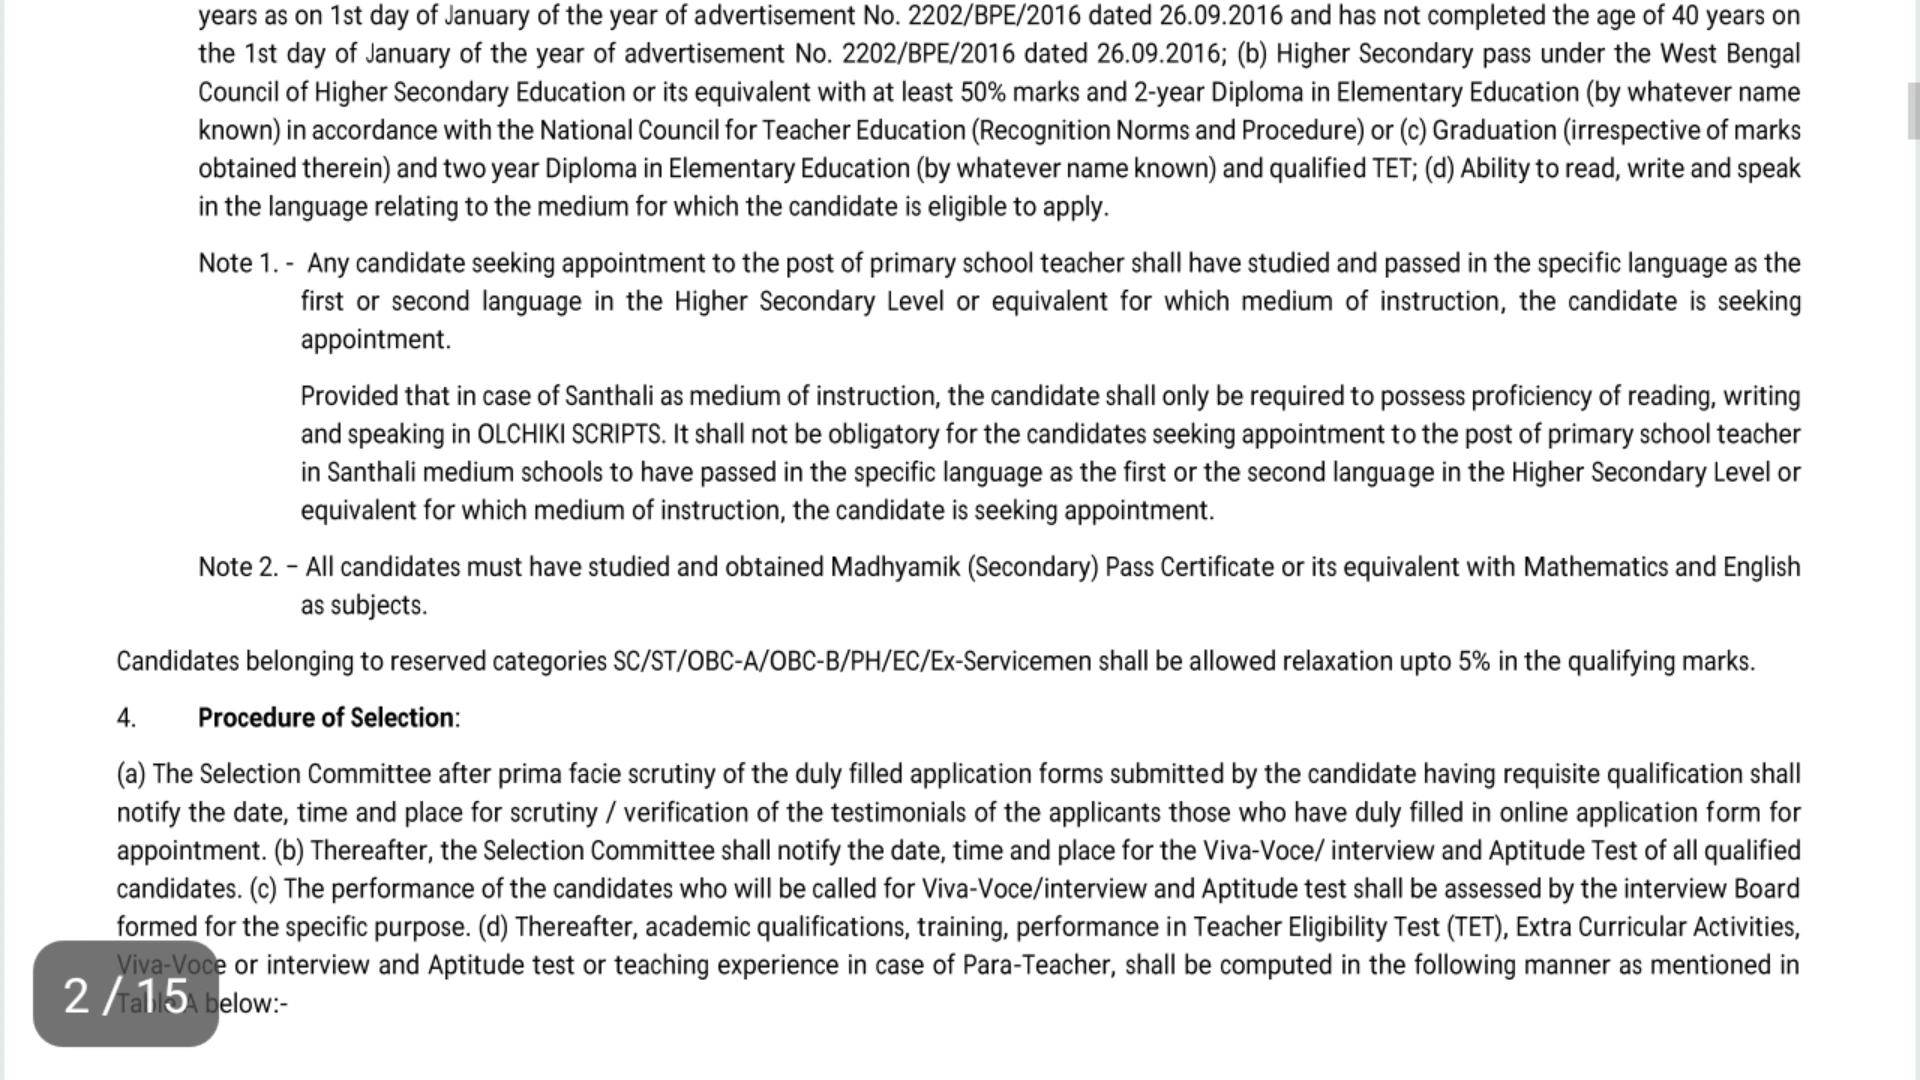 years as on 1st day of January of the year of advertisement No. 2202/BPE/2016 dated 26.09.2016 and has not completed the age of 40 years on
the 1st day of January of the year of advertisement No. 2202/BPE/2016 dated 26.09.2016; (b) Higher Secondary pass under the West Bengal
Council of Higher Secondary Education or its equivalent with at least 50% marks and 2-year Diploma in Elementary Education (by whatever name
known) in accordance with the National Council for Teacher Education (Recognition Norms and Procedure) or (c) Graduation (irrespective of marks
obtained therein) and two year Diploma in Elementary Education (by whatever name known) and qualified TET; (d) Ability to read, write and speak
in the language relating to the medium for which the candidate is eligible to apply.
Note 1. - Any candidate seeking appointment to the post of primary school teacher shall have studied and passed in the specific language as the
first or second language in the Higher Secondary Level or equivalent for which medium of instruction, the candidate is seeking
appointment.
Provided that in case of Santhali as medium of instruction, the candidate shall only be required to possess proficiency of reading, writing
and speaking in OLCHIKI SCRIPTS. It shall not be obligatory for the candidates seeking appointment to the post of primary school teacher
in Santhali medium schools to have passed in the specific language as the first or the second language in the Higher Secondary Level or
equivalent for which medium of instruction, the candidate is seeking appointment.
Note 2. – All candidates must have studied and obtained Madhyamik (Secondary) Pass Certificate or its equivalent with Mathematics and English
as subjects.
Candidates belonging to reserved categories SC/ST/OBC-A/OBC-B/PH/EC/Ex-Servicemen shall be allowed relaxation upto 5% in the qualifying marks.
4. Procedure of Selection:
(a) The Selection Committee after prima facie scrutiny of the duly filled application forms submitted by the candidate having requisite qualification shall
notify the date, time and place for scrutiny / verification of the testimonials of the applicants those who have duly filled in online application form for
appointment. (b) Thereafter, the Selection Committee shall notify the date, time and place for the Viva-Voce/ interview and Aptitude Test of all qualified
candidates. (c) The performance of the candidates who will be called for Viva-Voce/interview and Aptitude test shall be assessed by the interview Board
formed for the specific purpose. (d) Thereafter, academic qualifications, training, performance in Teacher Eligibility Test (TET), Extra Curricular Activities,
Viva-Voce or interview and Aptitude test or teaching experience in case of Para-Teacher, shall be computed in the following manner as mentioned in
Table A below:-
2 / 15